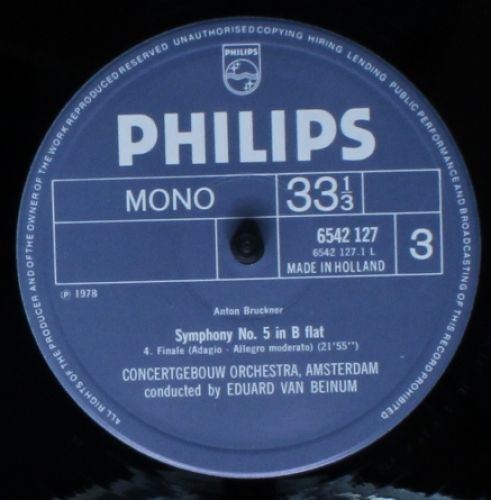 ALL RIGHTS OF THE PRODUCER AND OF THE OWNER OF THE WORK REPRODUCED RESERVED UNAUTHORISED COPYING HIRING LENDING PUBLIC PERFORMANCE AND BROADCASTING OF THIS RECORD PROHIBITED
PHILIPS
PHILIPS
MONO
33 1/3
6542 127
6542 127.1 L
MADE IN HOLLAND
3
Ⓟ 1978
Anton Bruckner
Symphony No. 5 in B flat
4. Finale (Adagio - Allegro moderato) (21'55'')
CONCERTGEBOUW ORCHESTRA, AMSTERDAM
conducted by EDUARD VAN BEINUM